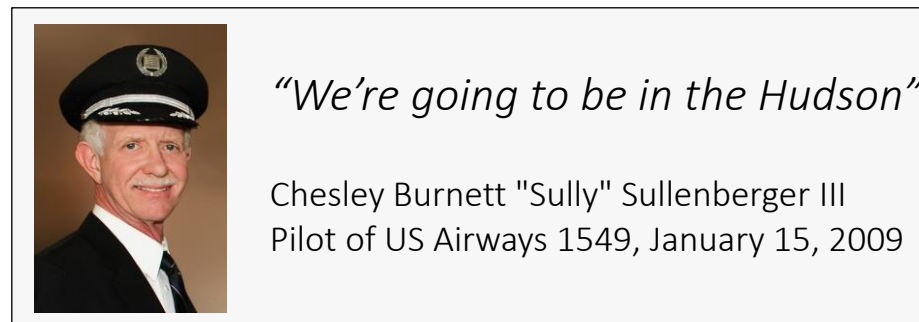 “We’re going to be in the Hudson”
Chesley Burnett "Sully" Sullenberger III
Pilot of US Airways 1549, January 15, 2009